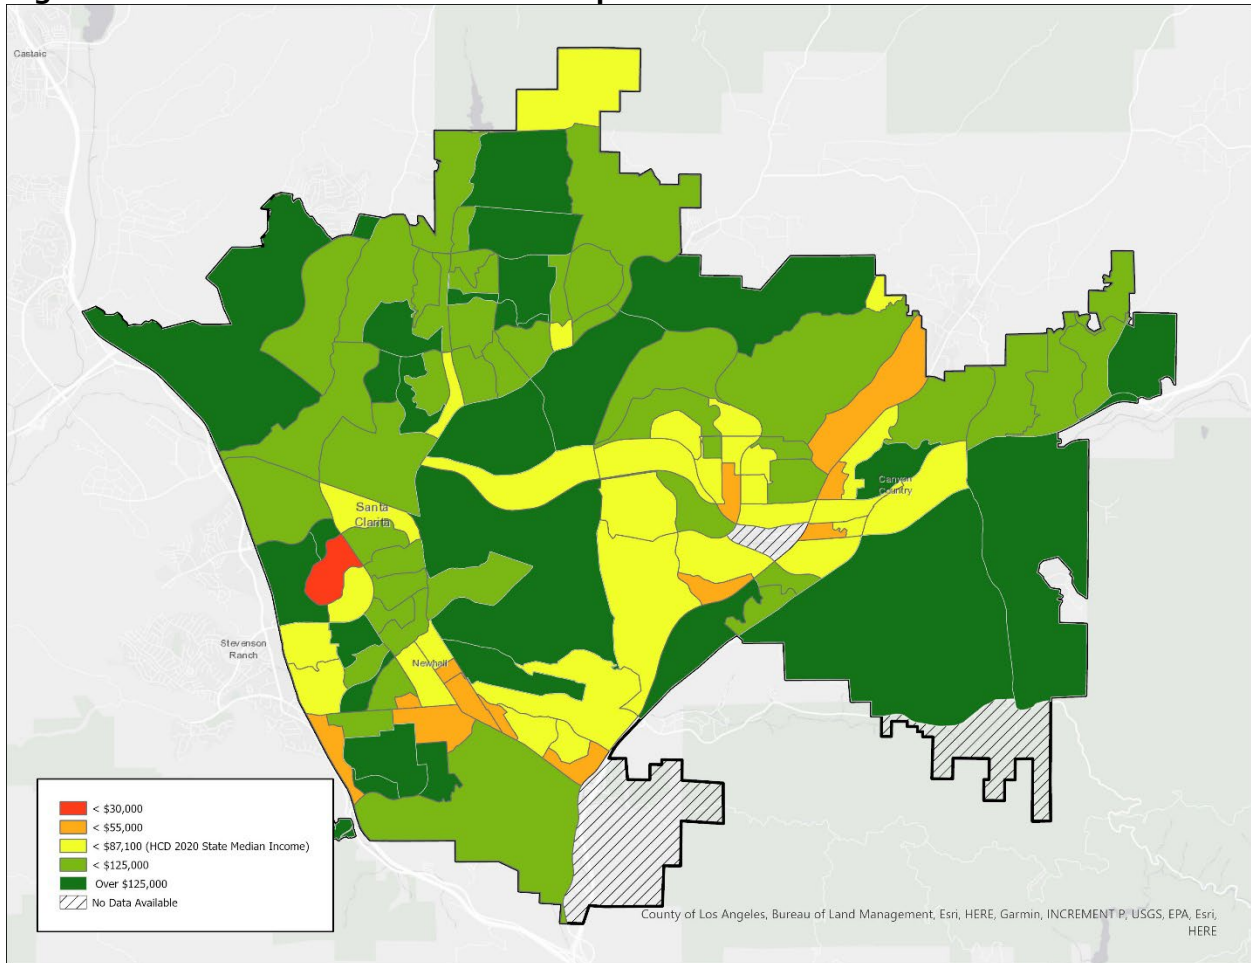 Castaic
Santa
Clarita
Canyon
Country
Stevenson
Ranch
Newhall
< $30,000
< $55,000
< $87,100 (HCD 2020 State Median Income)
< $125,000
Over $125,000
No Data Available
County of Los Angeles, Bureau of Land Management, Esri, HERE, Garmin, INCREMENT P, USGS, EPA, Esri,
HERE